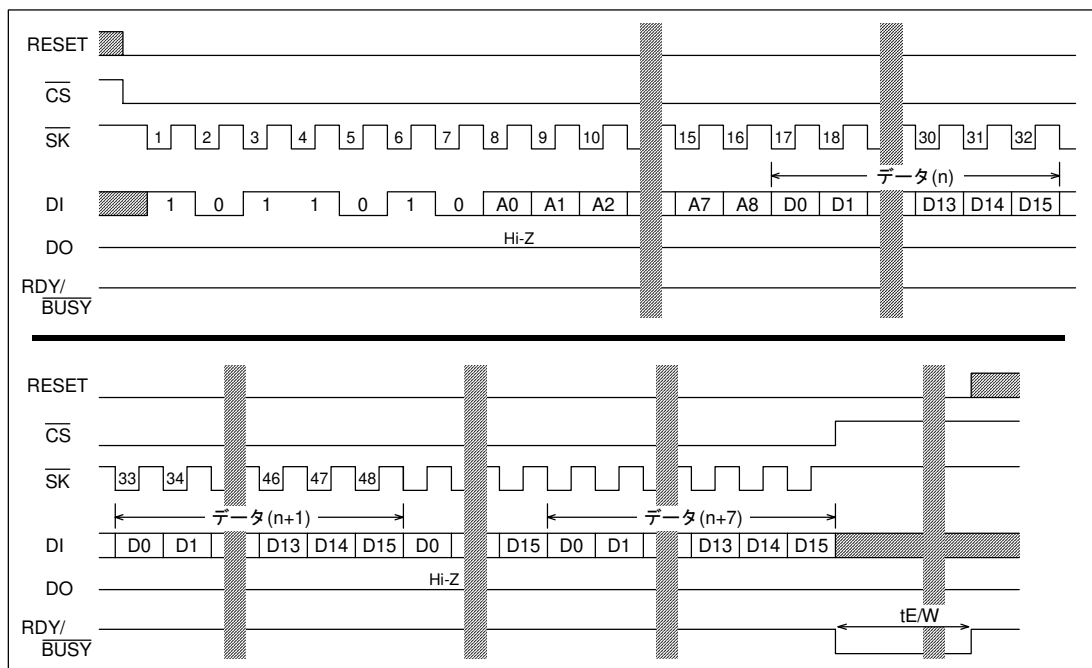 RESET
CS
SK
1 2 3 4 5 6 7 8 9 10 15 16 17 18 30 31 32
データ(n)
DI
1 0 1 1 0 1 0 A0 A1 A2 A7 A8 D0 D1 D13 D14 D15
Hi-Z
DO
RDY/
BUSY
RESET
CS
SK
33 34 46 47 48
データ(n+1) データ(n+7)
DI
D0 D1 D13 D14 D15 D0 D15 D0 D1 D13 D14 D15
Hi-Z
DO
tE/W
RDY/
BUSY